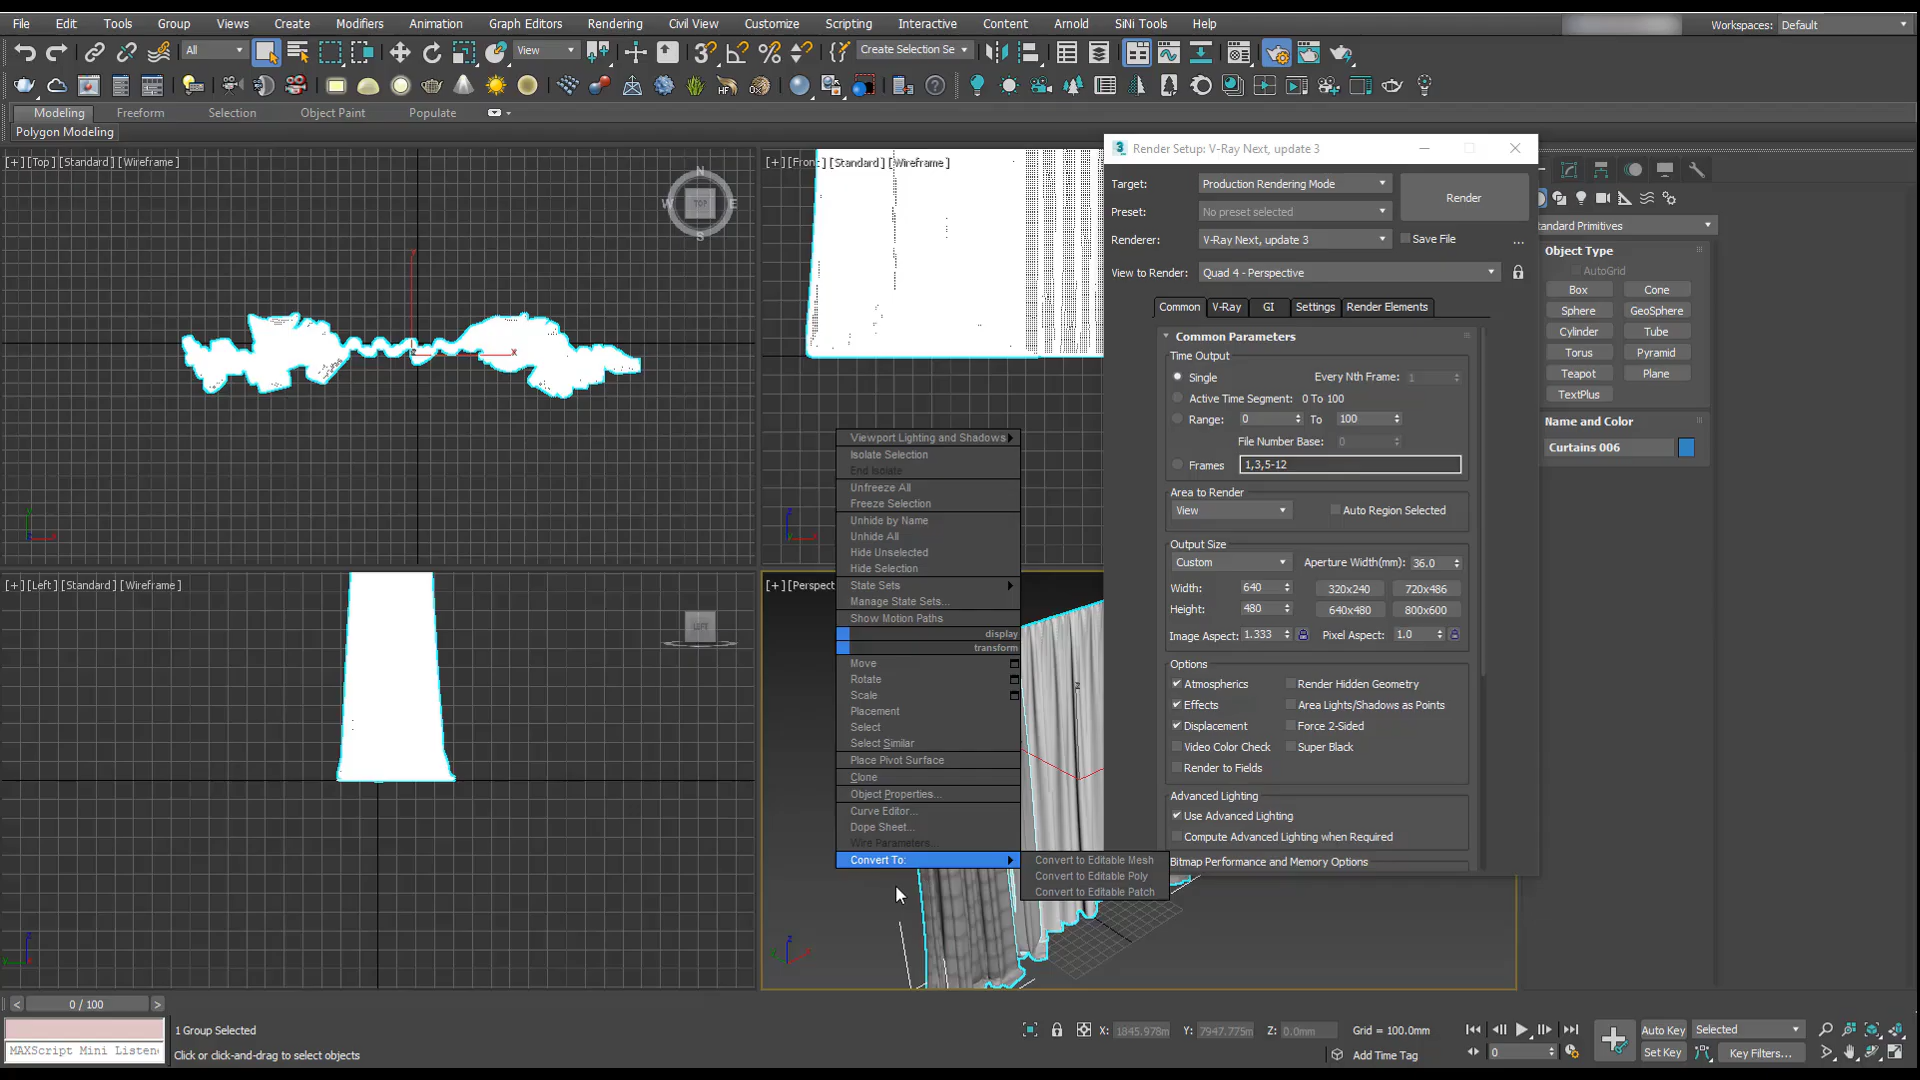 File Edit Tools Group Views Create Modifiers Animation Graph Editors Rendering Civil View Customize Scripting Interactive Content Arnold SiNi Tools Help
Workspaces: Default
All
View
Create Selection Se
Modeling Freeform Selection Object Paint Populate
Polygon Modeling
[+] [Top] [Standard] [Wireframe]
N
W TOP E
S
[+] [Front] [Standard] [Wireframe]
[+] [Left] [Standard] [Wireframe]
LEFT
[+] [Perspect
Viewport Lighting and Shadows
Isolate Selection
End Isolate
Unfreeze All
Freeze Selection
Unhide by Name
Unhide All
Hide Unselected
Hide Selection
State Sets
Manage State Sets...
Show Motion Paths
display
transform
Move
Rotate
Scale
Placement
Select
Select Similar
Place Pivot Surface
Clone
Object Properties...
Curve Editor...
Dope Sheet...
Wire Parameters...
Convert To:
Convert to Editable Mesh
Convert to Editable Poly
Convert to Editable Patch
Render Setup: V-Ray Next, update 3
Target: Production Rendering Mode
Render
Preset: No preset selected
Renderer: V-Ray Next, update 3
Save File ...
View to Render: Quad 4 - Perspective
Common V-Ray GI Settings Render Elements
Common Parameters
Time Output
Single Every Nth Frame: 1
Active Time Segment: 0 To 100
Range: 0 To 100
File Number Base: 0
Frames 1,3,5-12
Area to Render
View Auto Region Selected
Output Size
Custom Aperture Width(mm): 36.0
Width: 640 320x240 720x486
Height: 480 640x480 800x600
Image Aspect: 1.333 Pixel Aspect: 1.0
Options
Atmospherics Render Hidden Geometry
Effects Area Lights/Shadows as Points
Displacement Force 2-Sided
Video Color Check Super Black
Render to Fields
Advanced Lighting
Use Advanced Lighting
Compute Advanced Lighting when Required
Bitmap Performance and Memory Options
tandard Primitives
Object Type
AutoGrid
Box Cone
Sphere GeoSphere
Cylinder Tube
Torus Pyramid
Teapot Plane
TextPlus
Name and Color
Curtains 006
< 0 / 100 >
1 Group Selected
MAXScript Mini Listen
Click or click-and-drag to select objects
X: 1845.978m Y: 7947.775m Z: 0.0mm Grid = 100.0mm
Add Time Tag
0
Auto Key Selected
Set Key Key Filters...